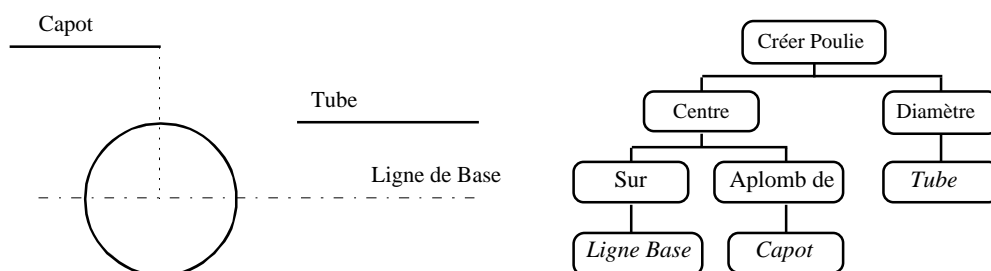 Capot
Tube
Ligne de Base
Créer Poulie
Centre
Diamètre
Sur
Aplomb de
Tube
Ligne Base
Capot